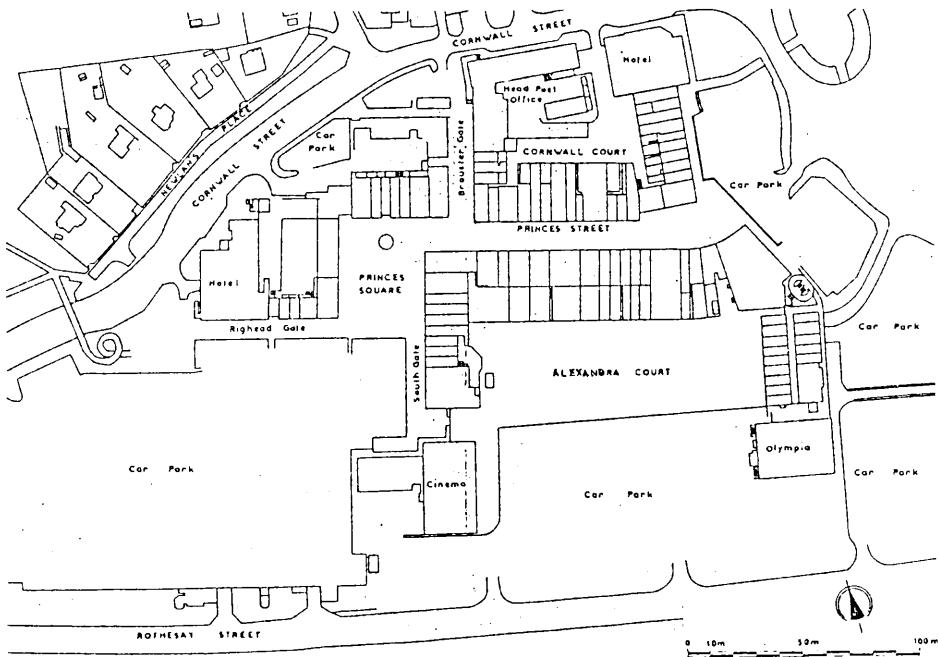 CORNWALL STREET
Hotel
Head Post
Office
NEWLANDS PLACE
CORNWALL STREET
Car
Park
Brouster Gate
CORNWALL COURT
Car Park
PRINCES STREET
Hotel
PRINCES
SQUARE
Righead Gate
South Gate
Car Park
ALEXANDRA COURT
Car Park
Cinema
Car Park
Olympia
Car Park
ROTHESAY STREET
0 10m 50m 100m